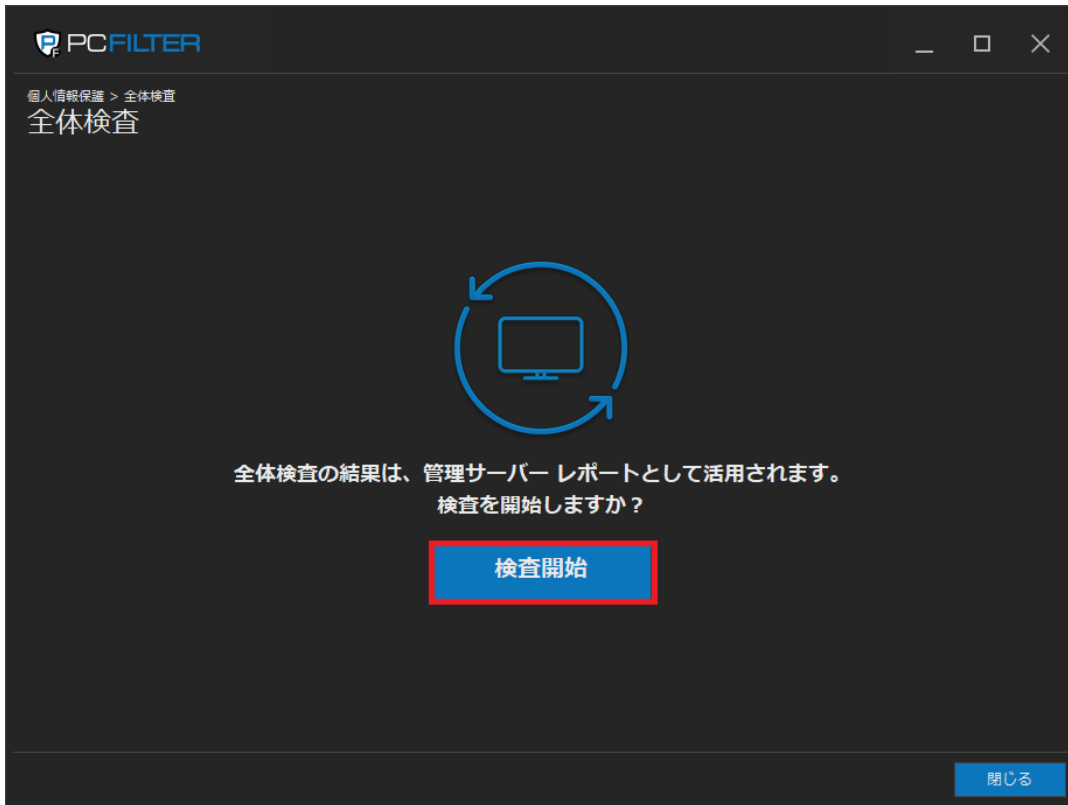 PCFILTER
個人情報保護 > 全体検査
全体検査
全体検査の結果は、管理サーバー レポートとして活用されます。
検査を開始しますか？
検査開始
閉じる